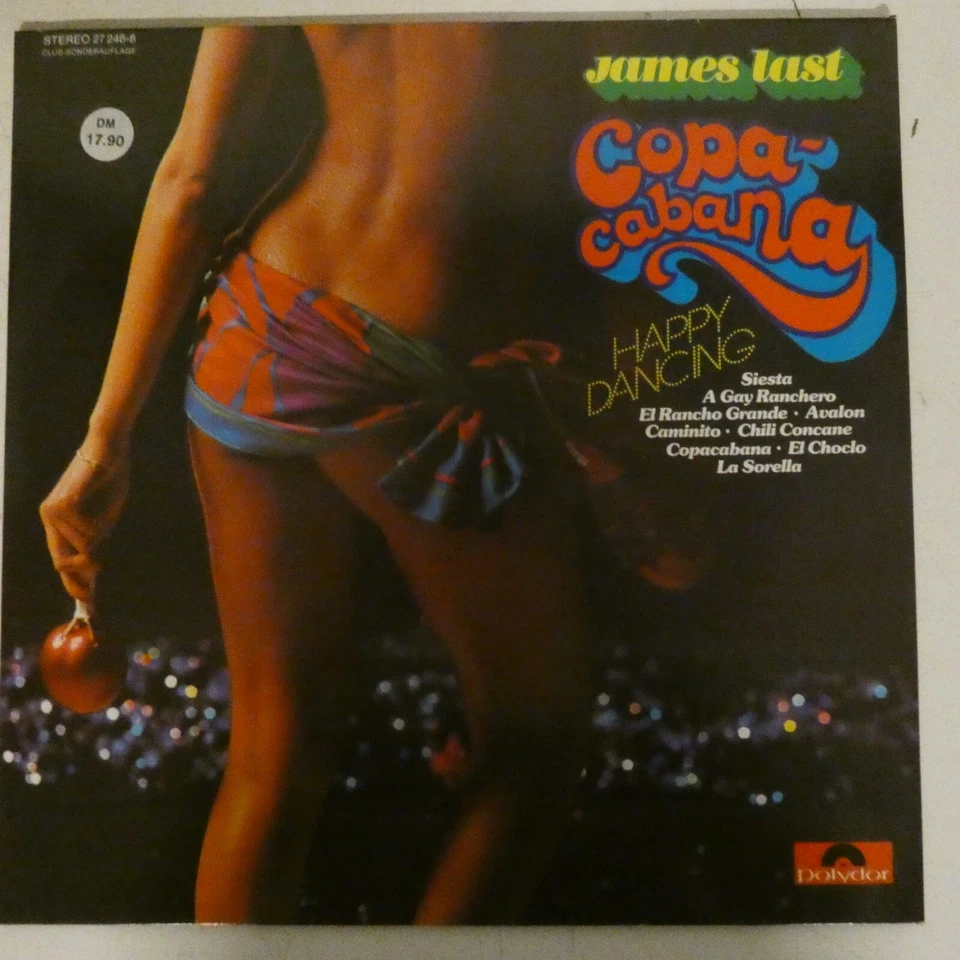 STEREO 27 248-8
CLUB-SONDERAUFLAGE
DM
17.90
james last
Copa-
cabana
HAPPY
DANCING
Siesta
A Gay Ranchero
El Rancho Grande · Avalon
Caminito · Chili Concane
Copacabana · El Choclo
La Sorella
Polydor